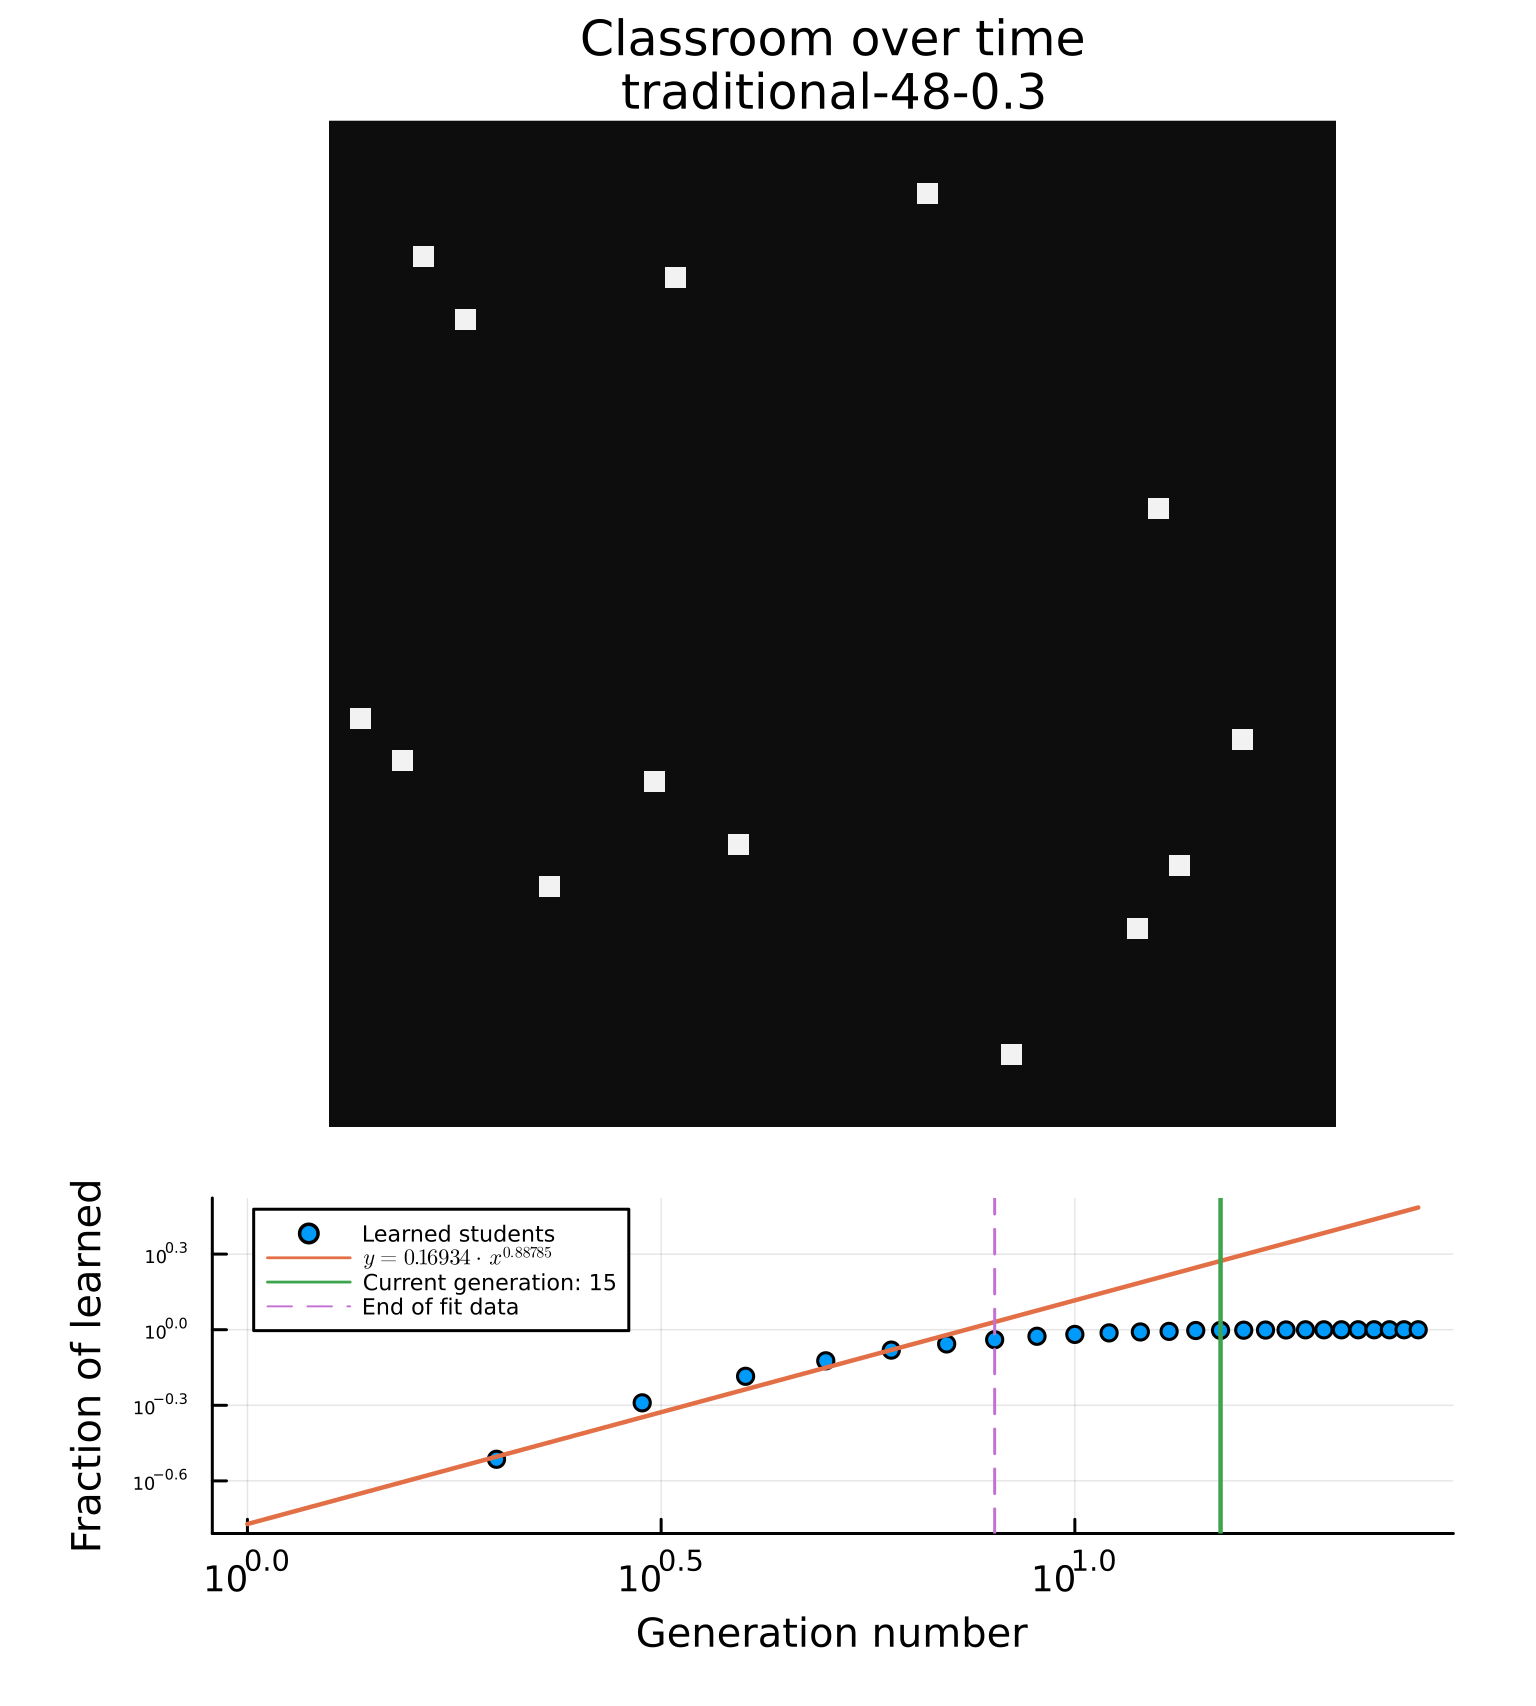 Classroom over time
traditional-48-0.3
Fraction of learned
10^0.3
10^0.0
10^−0.3
10^−0.6
Learned students
y = 0.16934 · x^0.88785
Current generation: 15
End of fit data
10^0.0 10^0.5 10^1.0
Generation number